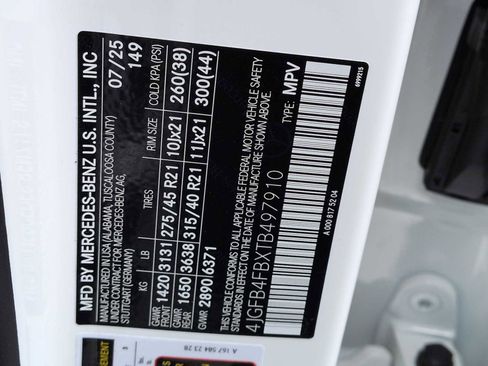 MFD BY MERCEDES-BENZ U.S. INTL., INC
MANUFACTURED IN USA (ALABAMA, TUSCALOOSA COUNTY)
UNDER CONTRACT FOR MERCEDES-BENZ AG,
STUTTGART (GERMANY)
07/25
149
KG LB TIRES RIM SIZE COLD KPA (PSI)
GAWR FRONT 1420 3131 275/45 R21 10Jx21 260(38)
GAWR REAR 1650 3638 315/40 R21 11Jx21 300(44)
GVWR 2890 6371
THIS VEHICLE CONFORMS TO ALL APPLICABLE FEDERAL MOTOR VEHICLE SAFETY
STANDARDS IN EFFECT ON THE DATE OF MANUFACTURE SHOWN ABOVE.
4JGFB4FBXTB497910 TYPE: MPV
A 000 817 52 04
6999215
A 167 584 23 28